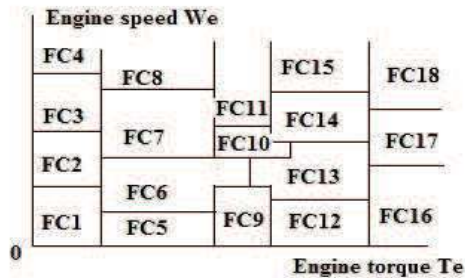 Engine speed We
FC4
FC8
FC15
FC18
FC3
FC11
FC14
FC7
FC10
FC17
FC2
FC13
FC6
FC1
FC5
FC9
FC12
FC16
0
Engine torque Te